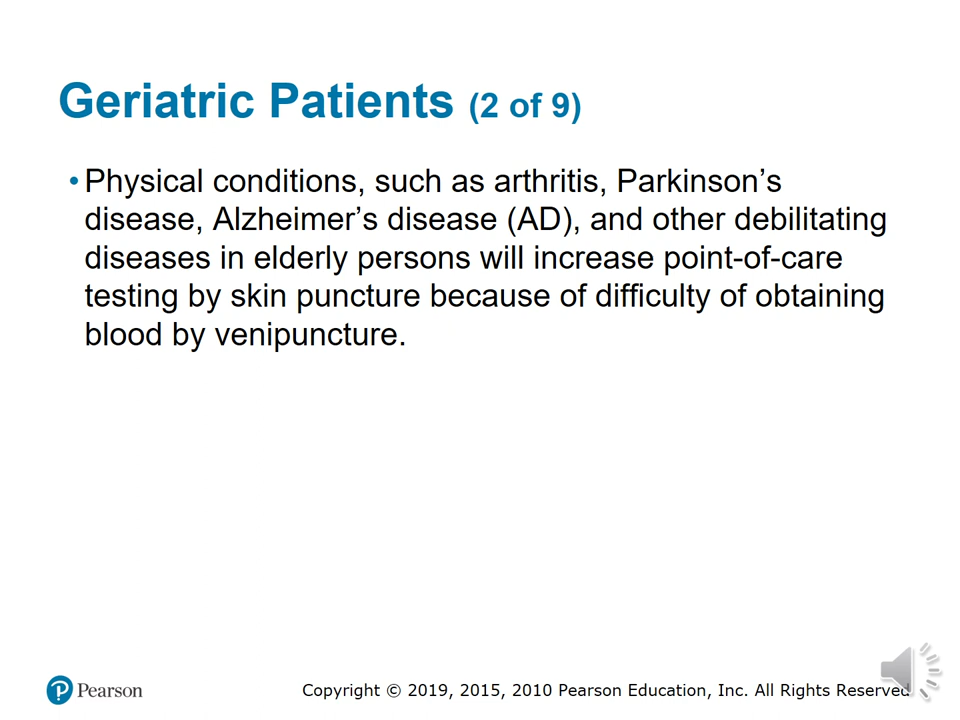 Geriatric Patients (2 of 9)
• Physical conditions, such as arthritis, Parkinson’s
disease, Alzheimer’s disease (AD), and other debilitating
diseases in elderly persons will increase point-of-care
testing by skin puncture because of difficulty of obtaining
blood by venipuncture.
Pearson
Copyright © 2019, 2015, 2010 Pearson Education, Inc. All Rights Reserved